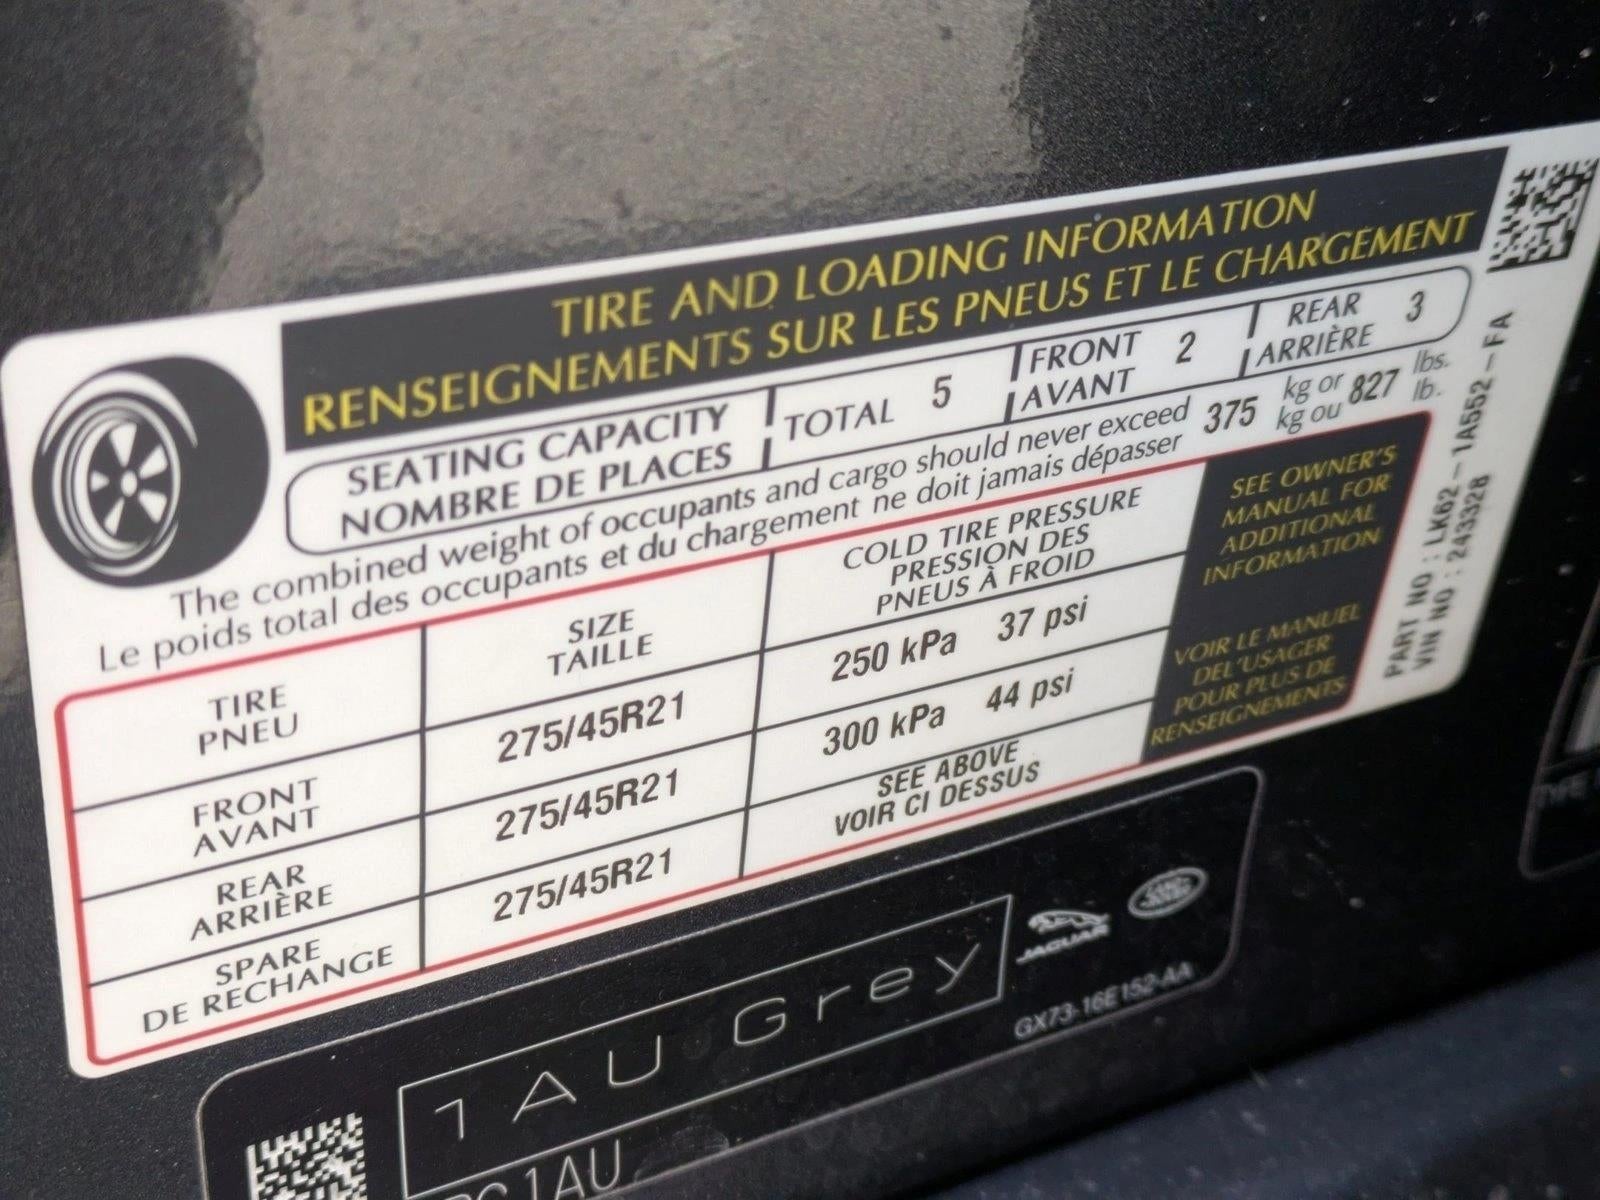 TIRE AND LOADING INFORMATION
RENSEIGNEMENTS SUR LES PNEUS ET LE CHARGEMENT
SEATING CAPACITY
NOMBRE DE PLACES
TOTAL 5
FRONT
AVANT
2
REAR
ARRIÈRE
3
The combined weight of occupants and cargo should never exceed 375 kg or 827 lbs.
Le poids total des occupants et du chargement ne doit jamais dépasser kg ou lb.
TIRE
PNEU
SIZE
TAILLE
COLD TIRE PRESSURE
PRESSION DES
PNEUS À FROID
FRONT
AVANT
275/45R21
250 kPa 37 psi
REAR
ARRIÈRE
275/45R21
300 kPa 44 psi
SPARE
DE RECHANGE
275/45R21
SEE ABOVE
VOIR CI DESSUS
SEE OWNER'S
MANUAL FOR
ADDITIONAL
INFORMATION
VOIR LE MANUEL
DEL'USAGER
POUR PLUS DE
RENSEIGNEMENTS
PART NO : LK62-1A552-FA
VIN NO : 243328
1AU Grey
JAGUAR
LAND ROVER
GX73-16E152-AA
1AU